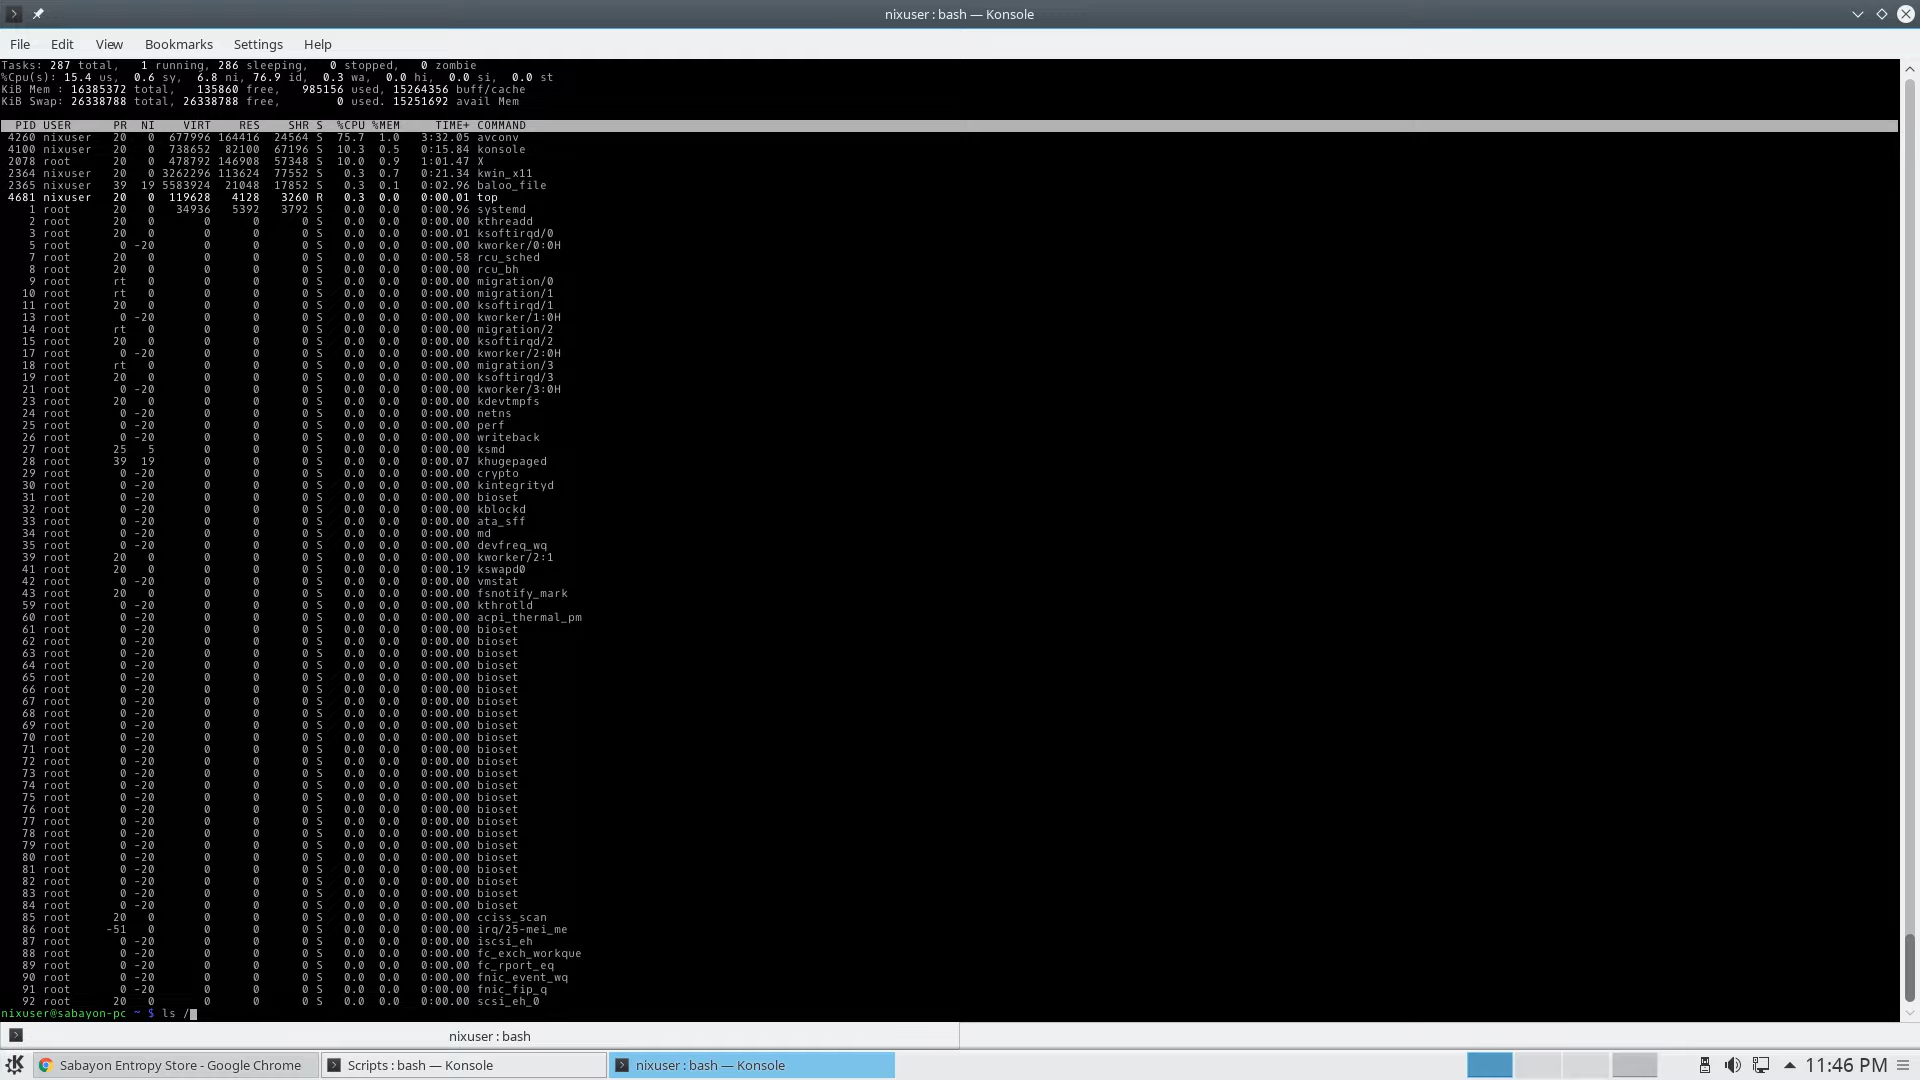 nixuser : bash — Konsole
File Edit View Bookmarks Settings Help
Tasks: 287 total,   1 running, 286 sleeping,   0 stopped,   0 zombie
%Cpu(s): 15.4 us,  0.6 sy,  6.8 ni, 76.9 id,  0.3 wa,  0.0 hi,  0.0 si,  0.0 st
KiB Mem : 16385372 total,   135860 free,   985156 used, 15264356 buff/cache
KiB Swap: 26338788 total, 26338788 free,        0 used. 15251692 avail Mem
PID USER PR NI VIRT RES SHR S %CPU %MEM TIME+ COMMAND
4260 nixuser 20 0 677996 164416 24564 S 75.7 1.0 3:32.05 avconv
4100 nixuser 20 0 738652 82100 67196 S 10.3 0.5 0:15.84 konsole
2078 root 20 0 478792 146908 57348 S 10.0 0.9 1:01.47 X
2364 nixuser 20 0 3262296 113624 77552 S 0.3 0.7 0:21.34 kwin_x11
2365 nixuser 39 19 5583924 21048 17852 S 0.3 0.1 0:02.96 baloo_file
4681 nixuser 20 0 119628 4128 3260 R 0.3 0.0 0:00.01 top
1 root 20 0 34936 5392 3792 S 0.0 0.0 0:00.96 systemd
2 root 20 0 0 0 0 S 0.0 0.0 0:00.00 kthreadd
3 root 20 0 0 0 0 S 0.0 0.0 0:00.01 ksoftirqd/0
5 root 0 -20 0 0 0 S 0.0 0.0 0:00.00 kworker/0:0H
7 root 20 0 0 0 0 S 0.0 0.0 0:00.58 rcu_sched
8 root 20 0 0 0 0 S 0.0 0.0 0:00.00 rcu_bh
9 root rt 0 0 0 0 S 0.0 0.0 0:00.00 migration/0
10 root rt 0 0 0 0 S 0.0 0.0 0:00.00 migration/1
11 root 20 0 0 0 0 S 0.0 0.0 0:00.00 ksoftirqd/1
13 root 0 -20 0 0 0 S 0.0 0.0 0:00.00 kworker/1:0H
14 root rt 0 0 0 0 S 0.0 0.0 0:00.00 migration/2
15 root 20 0 0 0 0 S 0.0 0.0 0:00.00 ksoftirqd/2
17 root 0 -20 0 0 0 S 0.0 0.0 0:00.00 kworker/2:0H
18 root rt 0 0 0 0 S 0.0 0.0 0:00.00 migration/3
19 root 20 0 0 0 0 S 0.0 0.0 0:00.00 ksoftirqd/3
21 root 0 -20 0 0 0 S 0.0 0.0 0:00.00 kworker/3:0H
23 root 20 0 0 0 0 S 0.0 0.0 0:00.00 kdevtmpfs
24 root 0 -20 0 0 0 S 0.0 0.0 0:00.00 netns
25 root 0 -20 0 0 0 S 0.0 0.0 0:00.00 perf
26 root 0 -20 0 0 0 S 0.0 0.0 0:00.00 writeback
27 root 25 5 0 0 0 S 0.0 0.0 0:00.00 ksmd
28 root 39 19 0 0 0 S 0.0 0.0 0:00.07 khugepaged
29 root 0 -20 0 0 0 S 0.0 0.0 0:00.00 crypto
30 root 0 -20 0 0 0 S 0.0 0.0 0:00.00 kintegrityd
31 root 0 -20 0 0 0 S 0.0 0.0 0:00.00 bioset
32 root 0 -20 0 0 0 S 0.0 0.0 0:00.00 kblockd
33 root 0 -20 0 0 0 S 0.0 0.0 0:00.00 ata_sff
34 root 0 -20 0 0 0 S 0.0 0.0 0:00.00 md
35 root 0 -20 0 0 0 S 0.0 0.0 0:00.00 devfreq_wq
39 root 20 0 0 0 0 S 0.0 0.0 0:00.00 kworker/2:1
41 root 20 0 0 0 0 S 0.0 0.0 0:00.19 kswapd0
42 root 0 -20 0 0 0 S 0.0 0.0 0:00.00 vmstat
43 root 20 0 0 0 0 S 0.0 0.0 0:00.00 fsnotify_mark
59 root 0 -20 0 0 0 S 0.0 0.0 0:00.00 kthrotld
60 root 0 -20 0 0 0 S 0.0 0.0 0:00.00 acpi_thermal_pm
61 root 0 -20 0 0 0 S 0.0 0.0 0:00.00 bioset
62 root 0 -20 0 0 0 S 0.0 0.0 0:00.00 bioset
63 root 0 -20 0 0 0 S 0.0 0.0 0:00.00 bioset
64 root 0 -20 0 0 0 S 0.0 0.0 0:00.00 bioset
65 root 0 -20 0 0 0 S 0.0 0.0 0:00.00 bioset
66 root 0 -20 0 0 0 S 0.0 0.0 0:00.00 bioset
67 root 0 -20 0 0 0 S 0.0 0.0 0:00.00 bioset
68 root 0 -20 0 0 0 S 0.0 0.0 0:00.00 bioset
69 root 0 -20 0 0 0 S 0.0 0.0 0:00.00 bioset
70 root 0 -20 0 0 0 S 0.0 0.0 0:00.00 bioset
71 root 0 -20 0 0 0 S 0.0 0.0 0:00.00 bioset
72 root 0 -20 0 0 0 S 0.0 0.0 0:00.00 bioset
73 root 0 -20 0 0 0 S 0.0 0.0 0:00.00 bioset
74 root 0 -20 0 0 0 S 0.0 0.0 0:00.00 bioset
75 root 0 -20 0 0 0 S 0.0 0.0 0:00.00 bioset
76 root 0 -20 0 0 0 S 0.0 0.0 0:00.00 bioset
77 root 0 -20 0 0 0 S 0.0 0.0 0:00.00 bioset
78 root 0 -20 0 0 0 S 0.0 0.0 0:00.00 bioset
79 root 0 -20 0 0 0 S 0.0 0.0 0:00.00 bioset
80 root 0 -20 0 0 0 S 0.0 0.0 0:00.00 bioset
81 root 0 -20 0 0 0 S 0.0 0.0 0:00.00 bioset
82 root 0 -20 0 0 0 S 0.0 0.0 0:00.00 bioset
83 root 0 -20 0 0 0 S 0.0 0.0 0:00.00 bioset
84 root 0 -20 0 0 0 S 0.0 0.0 0:00.00 bioset
85 root 20 0 0 0 0 S 0.0 0.0 0:00.00 cciss_scan
86 root -51 0 0 0 0 S 0.0 0.0 0:00.00 irq/25-mei_me
87 root 0 -20 0 0 0 S 0.0 0.0 0:00.00 iscsi_eh
88 root 0 -20 0 0 0 S 0.0 0.0 0:00.00 fc_exch_workque
89 root 0 -20 0 0 0 S 0.0 0.0 0:00.00 fc_rport_eq
90 root 0 -20 0 0 0 S 0.0 0.0 0:00.00 fnic_event_wq
91 root 0 -20 0 0 0 S 0.0 0.0 0:00.00 fnic_fip_q
92 root 20 0 0 0 0 S 0.0 0.0 0:00.00 scsi_eh_0
nixuser@sabayon-pc ~ $ ls /
nixuser : bash
Sabayon Entropy Store - Google Chrome
Scripts : bash — Konsole
nixuser : bash — Konsole
11:46 PM